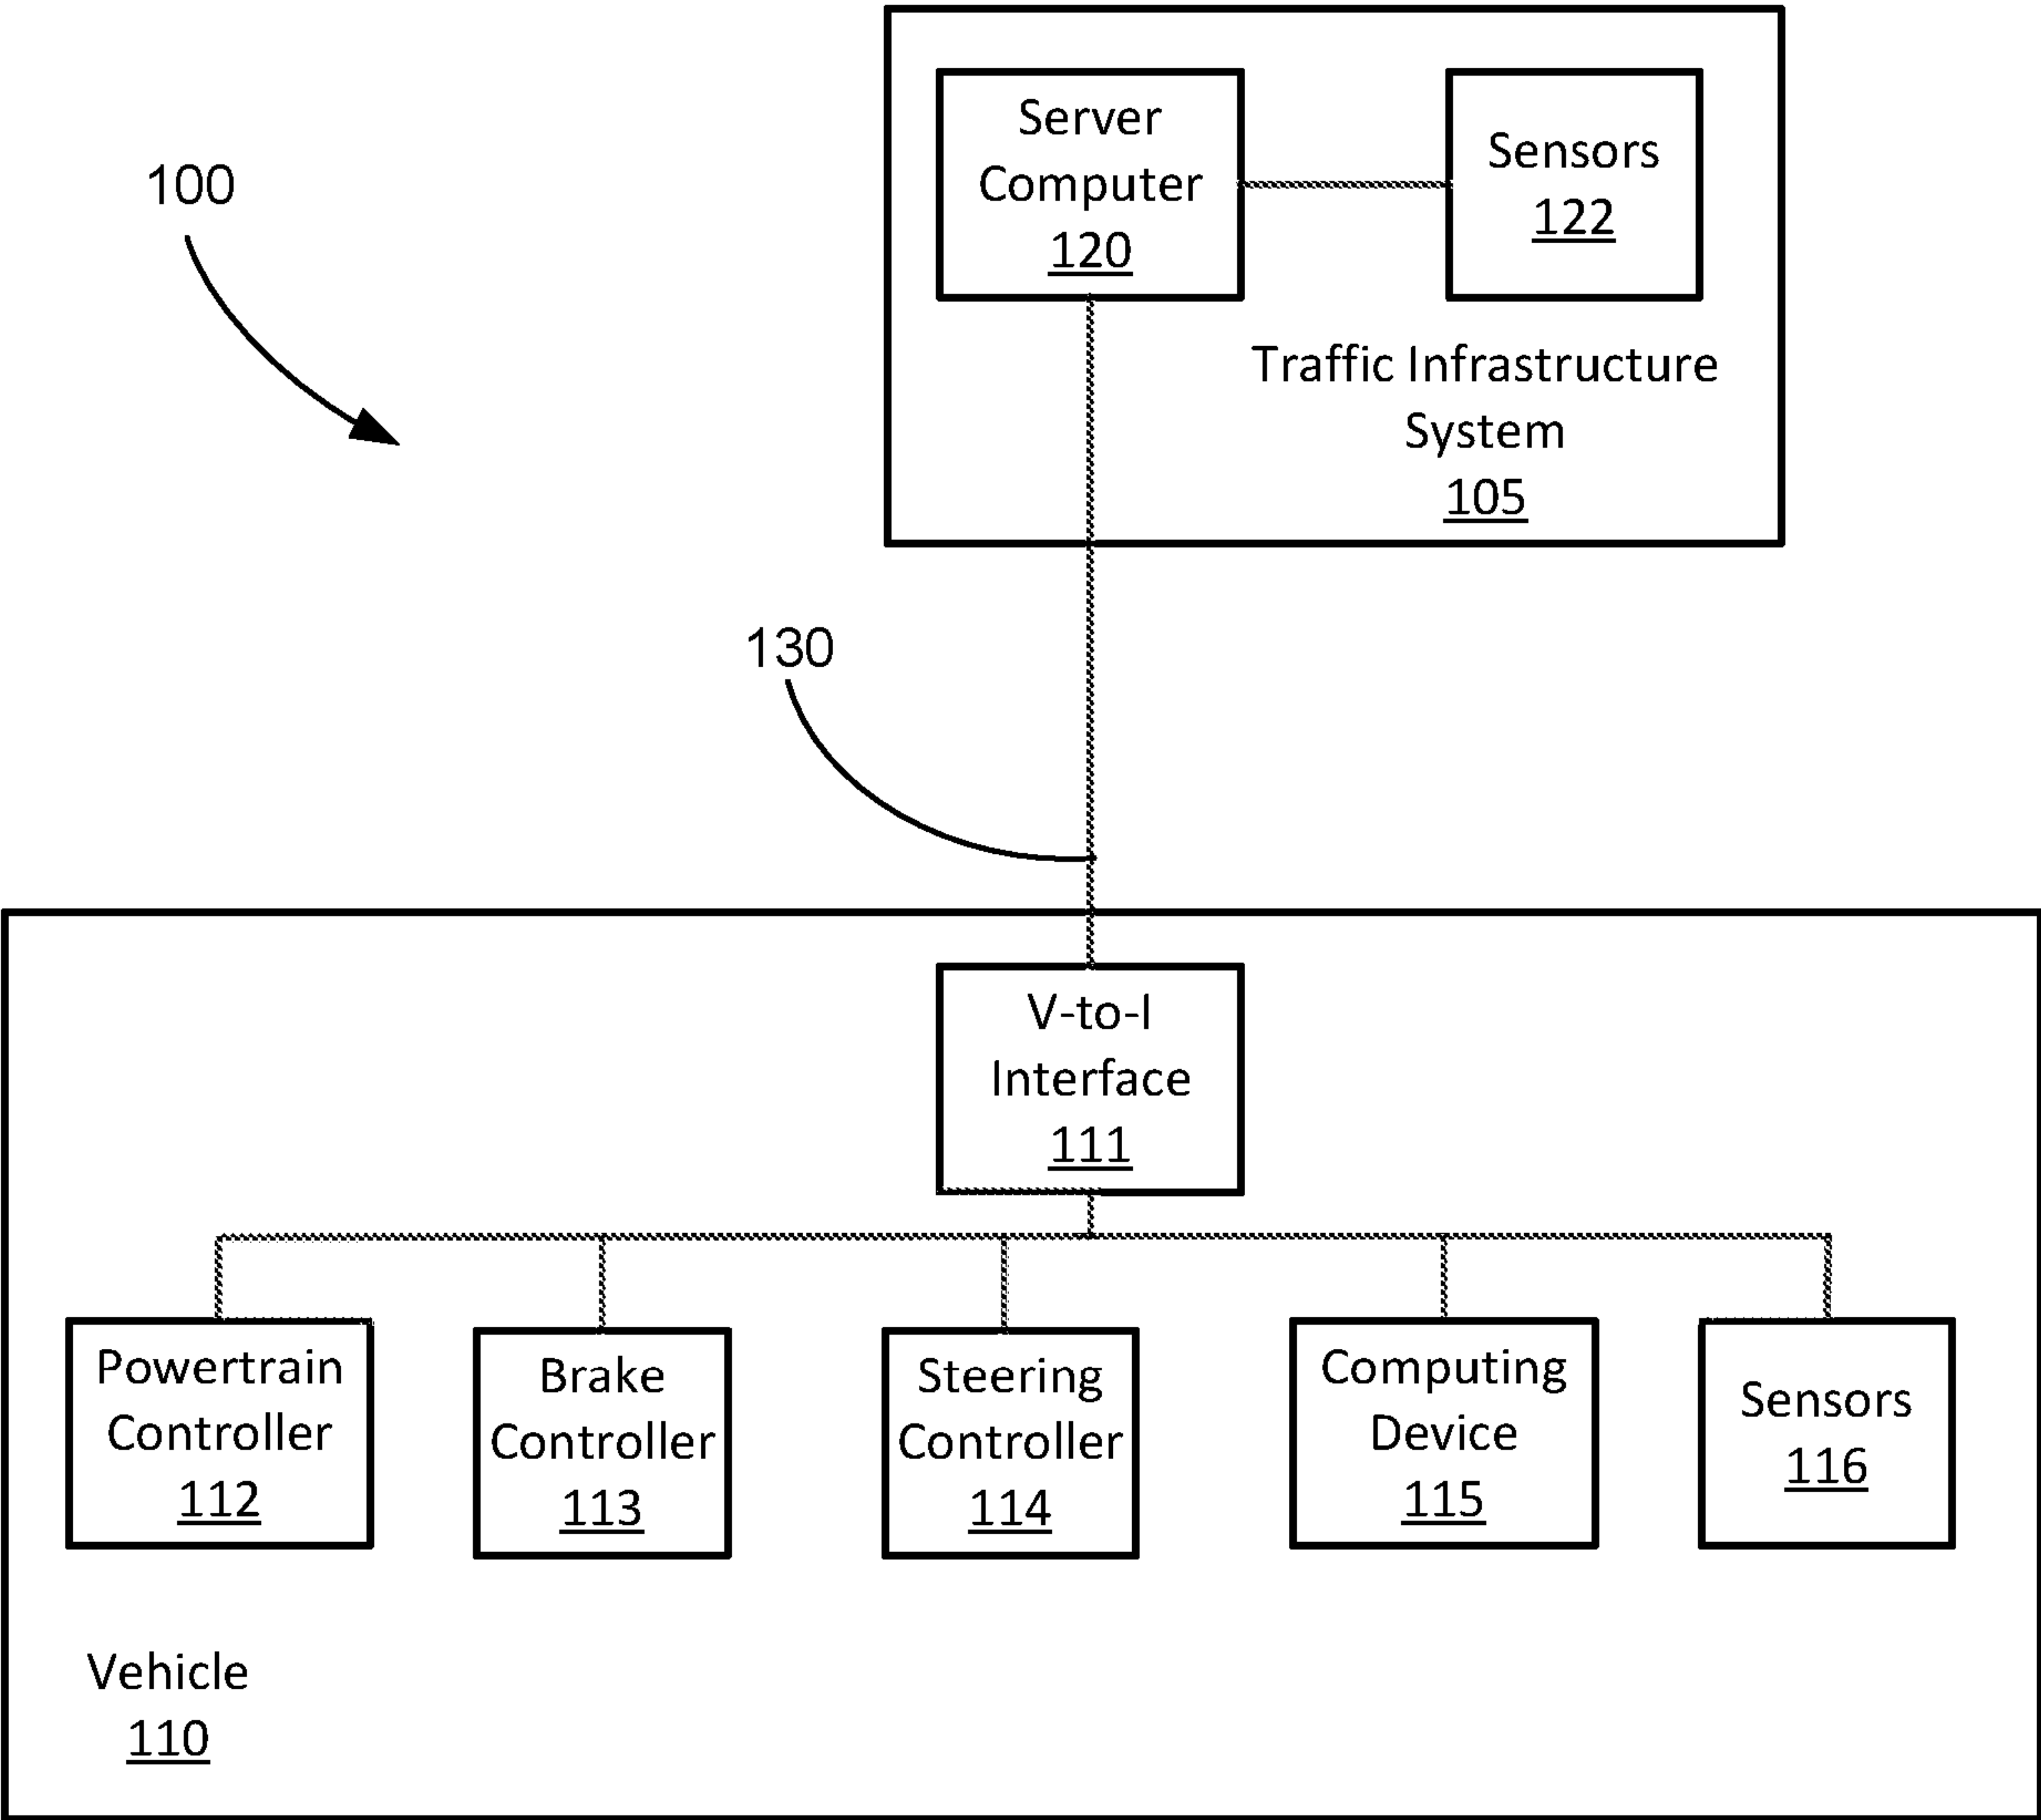 100
Server
Computer
120
Sensors
122
Traffic Infrastructure
System
105
130
V-to-I
Interface
111
Powertrain
Controller
112
Brake
Controller
113
Steering
Controller
114
Computing
Device
115
Sensors
116
Vehicle
110